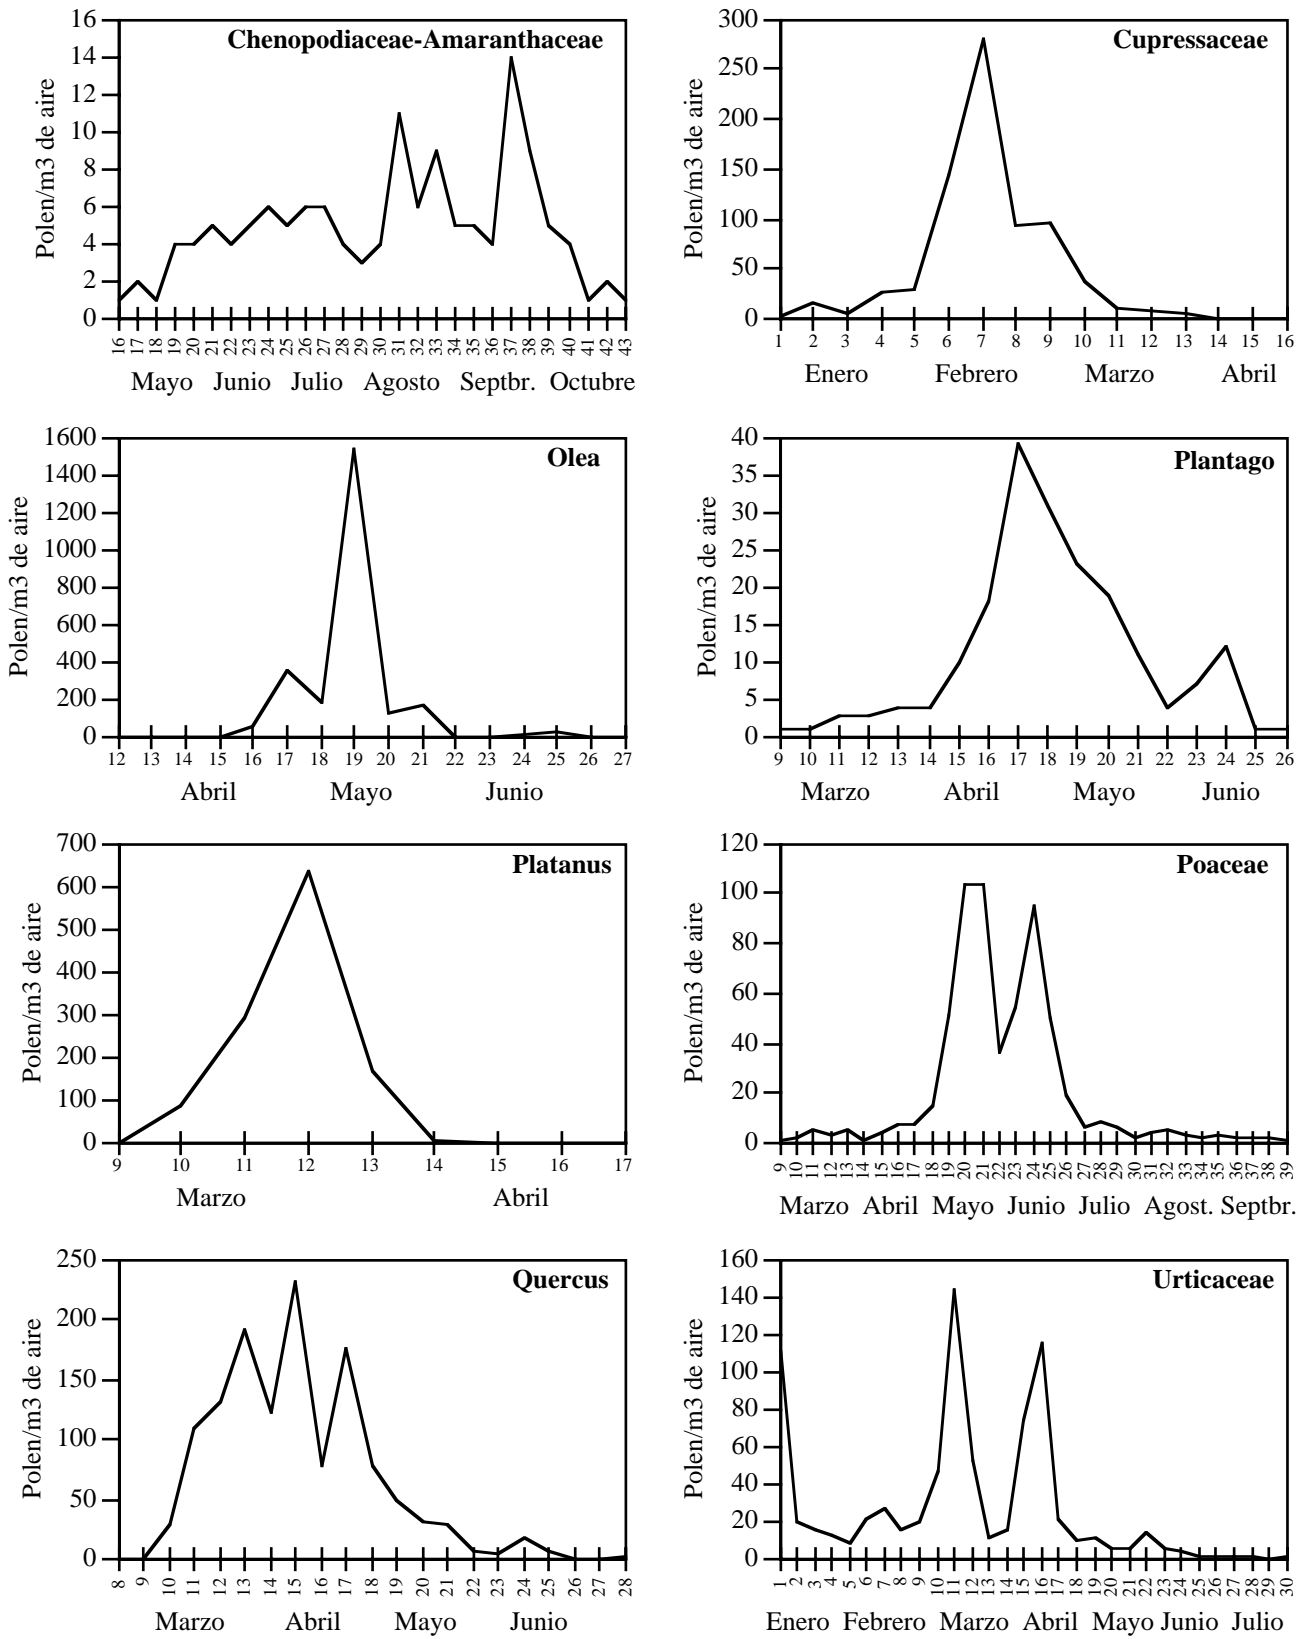 Chenopodiaceae-Amaranthaceae
Polen/m3 de aire
16
14
12
10
8
6
4
2
0
16 17 18 19 20 21 22 23 24 25 26 27 28 29 30 31 32 33 34 35 36 37 38 39 40 41 42 43
Mayo Junio Julio Agosto Septbr. Octubre
Cupressaceae
Polen/m3 de aire
300
250
200
150
100
50
0
1 2 3 4 5 6 7 8 9 10 11 12 13 14 15 16
Enero Febrero Marzo Abril
Olea
Polen/m3 de aire
1600
1400
1200
1000
800
600
400
200
0
12 13 14 15 16 17 18 19 20 21 22 23 24 25 26 27
Abril Mayo Junio
Plantago
Polen/m3 de aire
40
35
30
25
20
15
10
5
0
9 10 11 12 13 14 15 16 17 18 19 20 21 22 23 24 25 26
Marzo Abril Mayo Junio
Platanus
Polen/m3 de aire
700
600
500
400
300
200
100
0
9 10 11 12 13 14 15 16 17
Marzo Abril
Poaceae
Polen/m3 de aire
120
100
80
60
40
20
0
9 10 11 12 13 14 15 16 17 18 19 20 21 22 23 24 25 26 27 28 29 30 31 32 33 34 35 36 37 38 39
Marzo Abril Mayo Junio Julio Agost. Septbr.
Quercus
Polen/m3 de aire
250
200
150
100
50
0
8 9 10 11 12 13 14 15 16 17 18 19 20 21 22 23 24 25 26 27 28
Marzo Abril Mayo Junio
Urticaceae
Polen/m3 de aire
160
140
120
100
80
60
40
20
0
1 2 3 4 5 6 7 8 9 10 11 12 13 14 15 16 17 18 19 20 21 22 23 24 25 26 27 28 29 30
Enero Febrero Marzo Abril Mayo Junio Julio